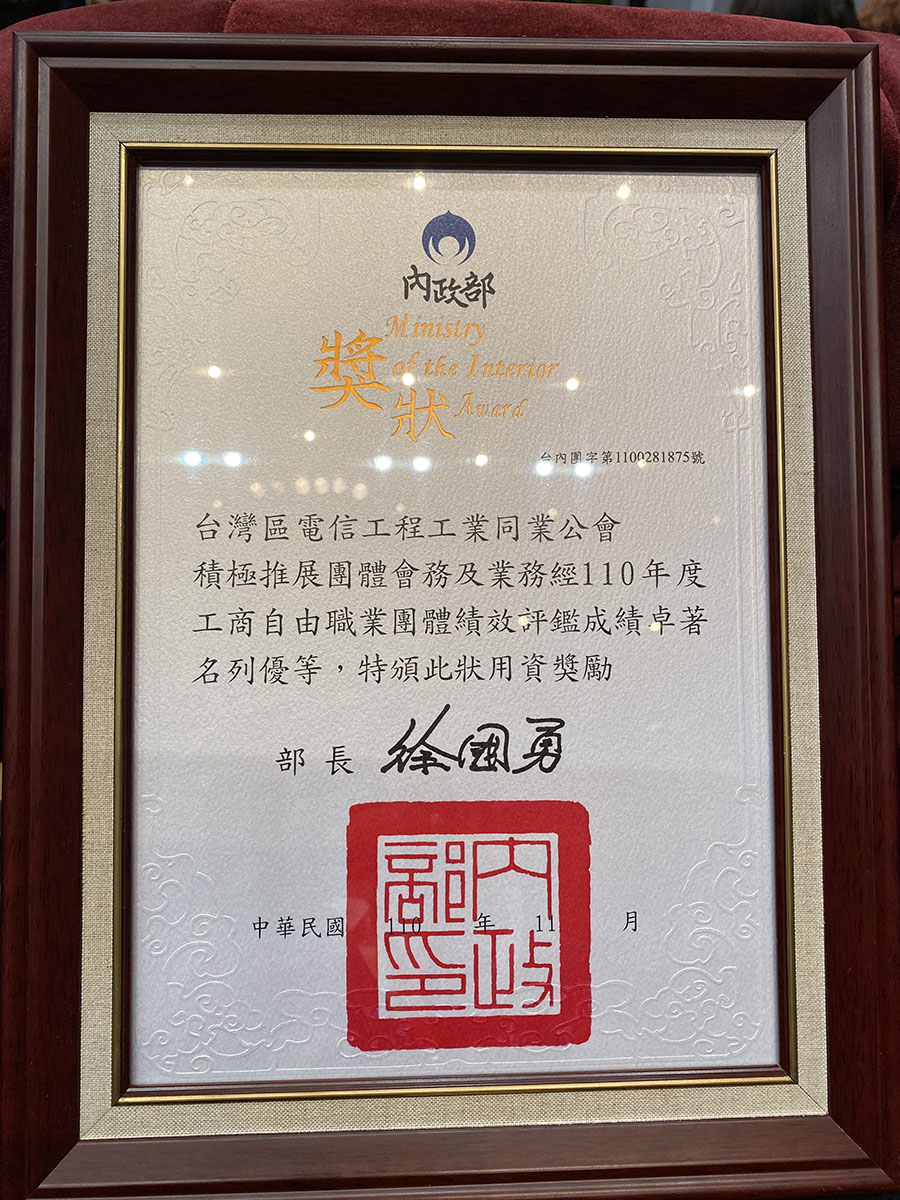 內政部
Ministry
of the Interior
Award
獎狀
台內團字第1100281875號
台灣區電信工程工業同業公會
積極推展團體會務及業務經110年度
工商自由職業團體績效評鑑成績卓著
名列優等，特頒此狀用資獎勵
部長 徐國勇
內政部印
中華民國 110 年 11 月